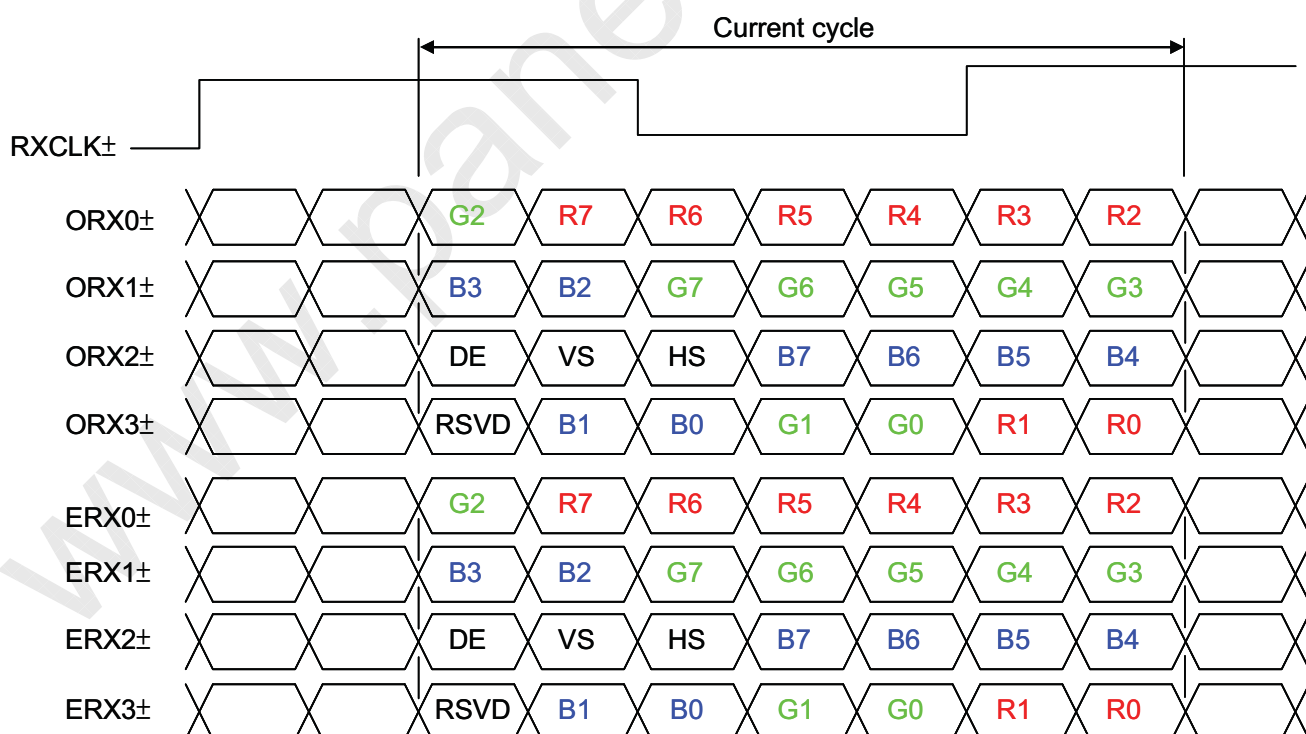 Current cycle
RXCLK±
ORX0± G2 R7 R6 R5 R4 R3 R2
ORX1± B3 B2 G7 G6 G5 G4 G3
ORX2± DE VS HS B7 B6 B5 B4
ORX3± RSVD B1 B0 G1 G0 R1 R0
ERX0± G2 R7 R6 R5 R4 R3 R2
ERX1± B3 B2 G7 G6 G5 G4 G3
ERX2± DE VS HS B7 B6 B5 B4
ERX3± RSVD B1 B0 G1 G0 R1 R0
www.pane